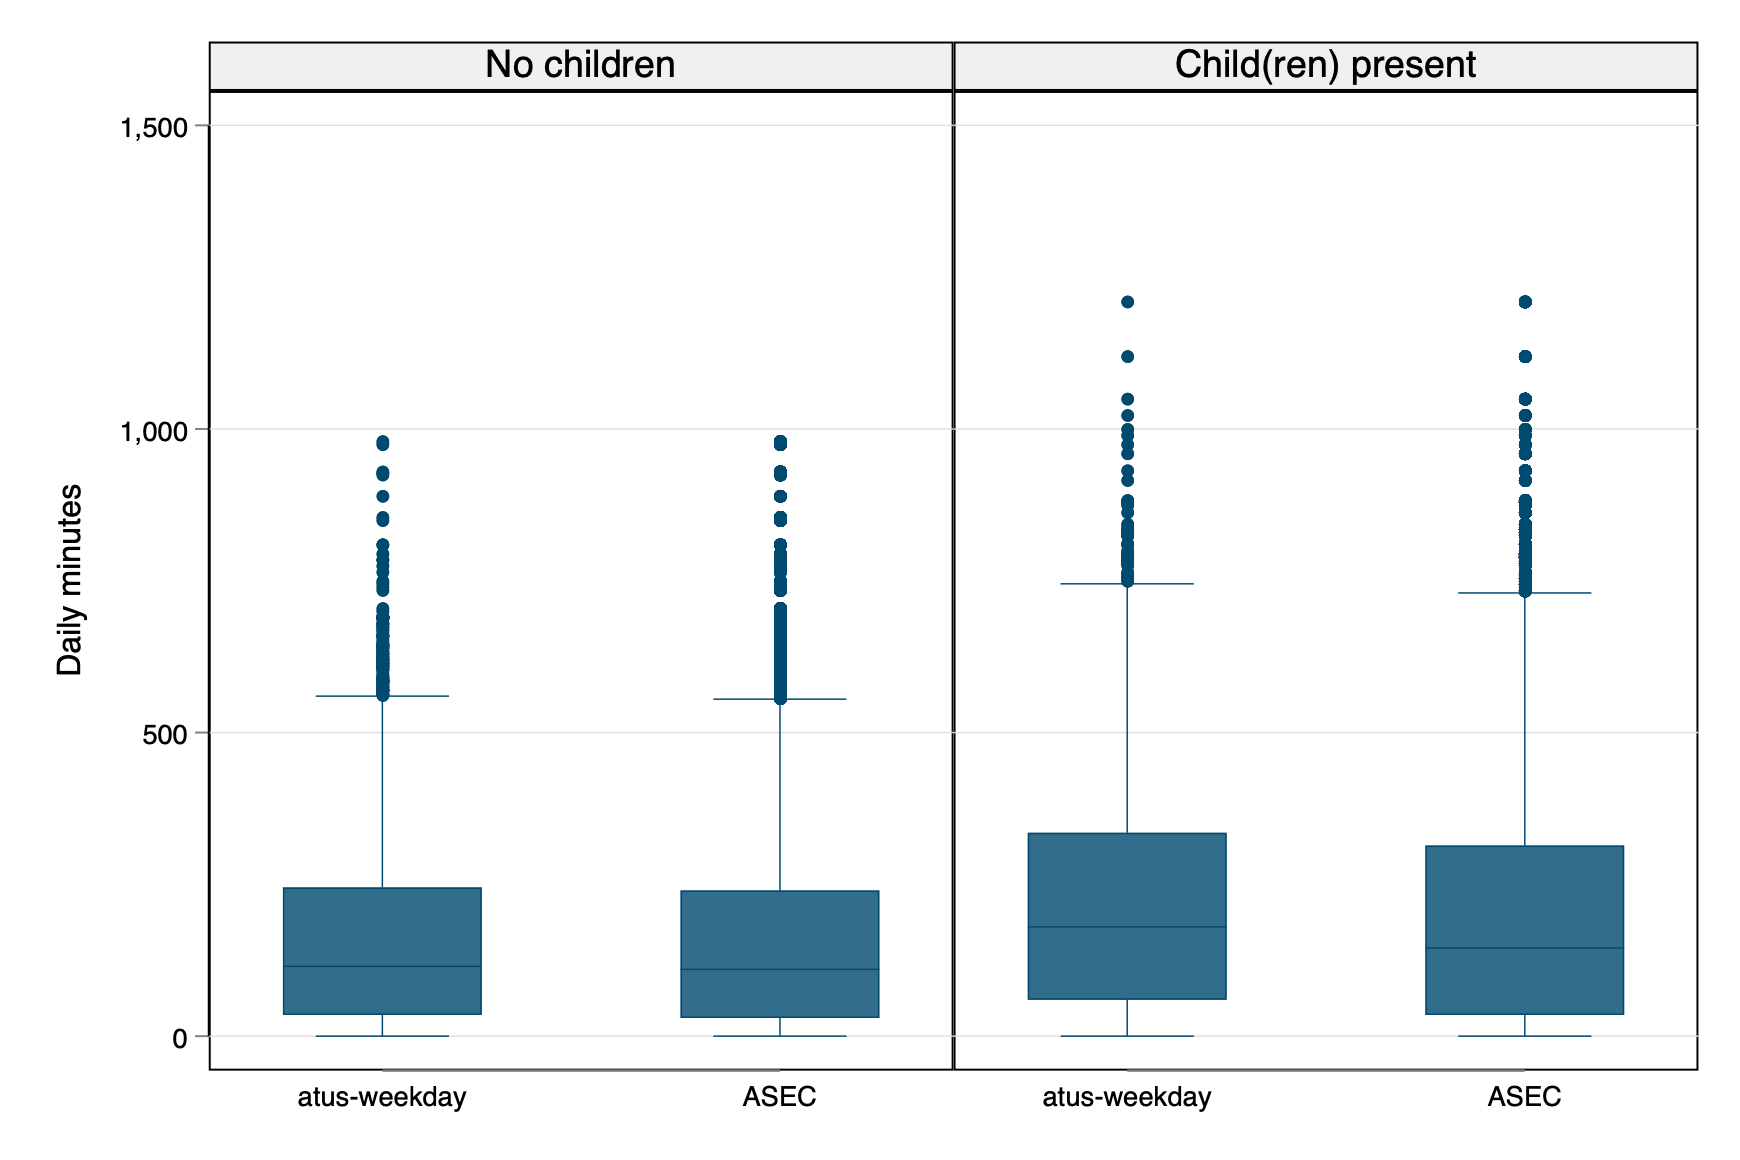 No children
Child(ren) present
1,500
1,000
500
0
Daily minutes
atus-weekday
ASEC
atus-weekday
ASEC